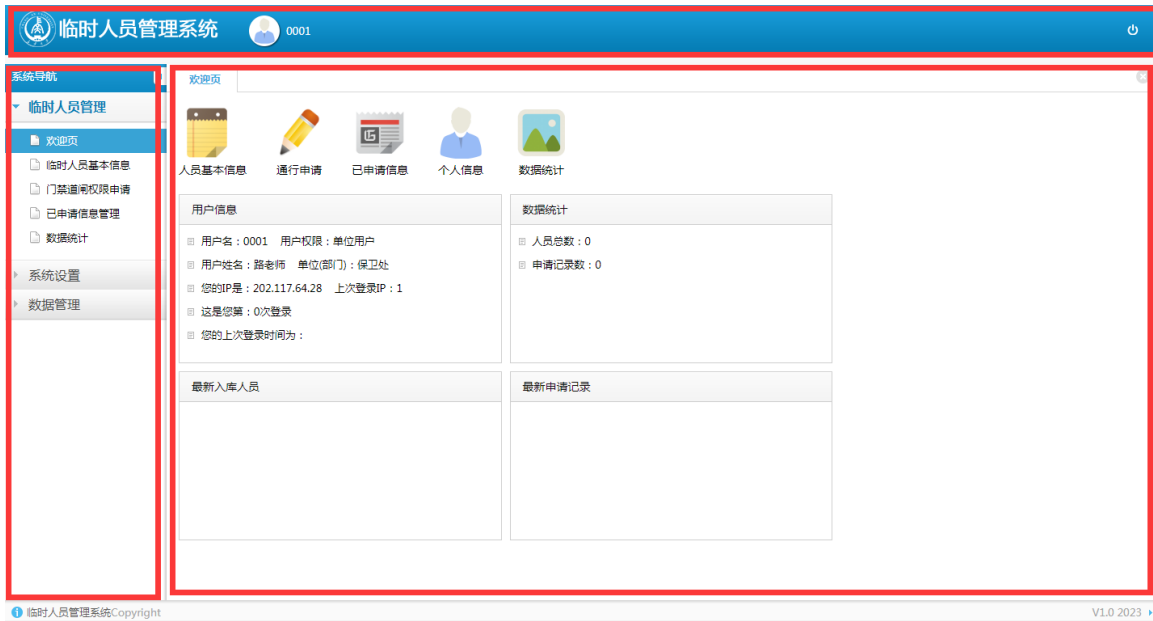 临时人员管理系统 0001
系统导航
临时人员管理
欢迎页
临时人员基本信息
门禁道闸权限申请
已申请信息管理
数据统计
系统设置
数据管理
欢迎页
人员基本信息 通行申请 已申请信息 个人信息 数据统计
用户信息
用户名：0001 用户权限：单位用户
用户姓名：路老师 单位(部门)：保卫处
您的IP是：202.117.64.28 上次登录IP：1
这是您第：0次登录
您的上次登录时间为：
数据统计
人员总数：0
申请记录数：0
最新入库人员
最新申请记录
临时人员管理系统Copyright
V1.0 2023